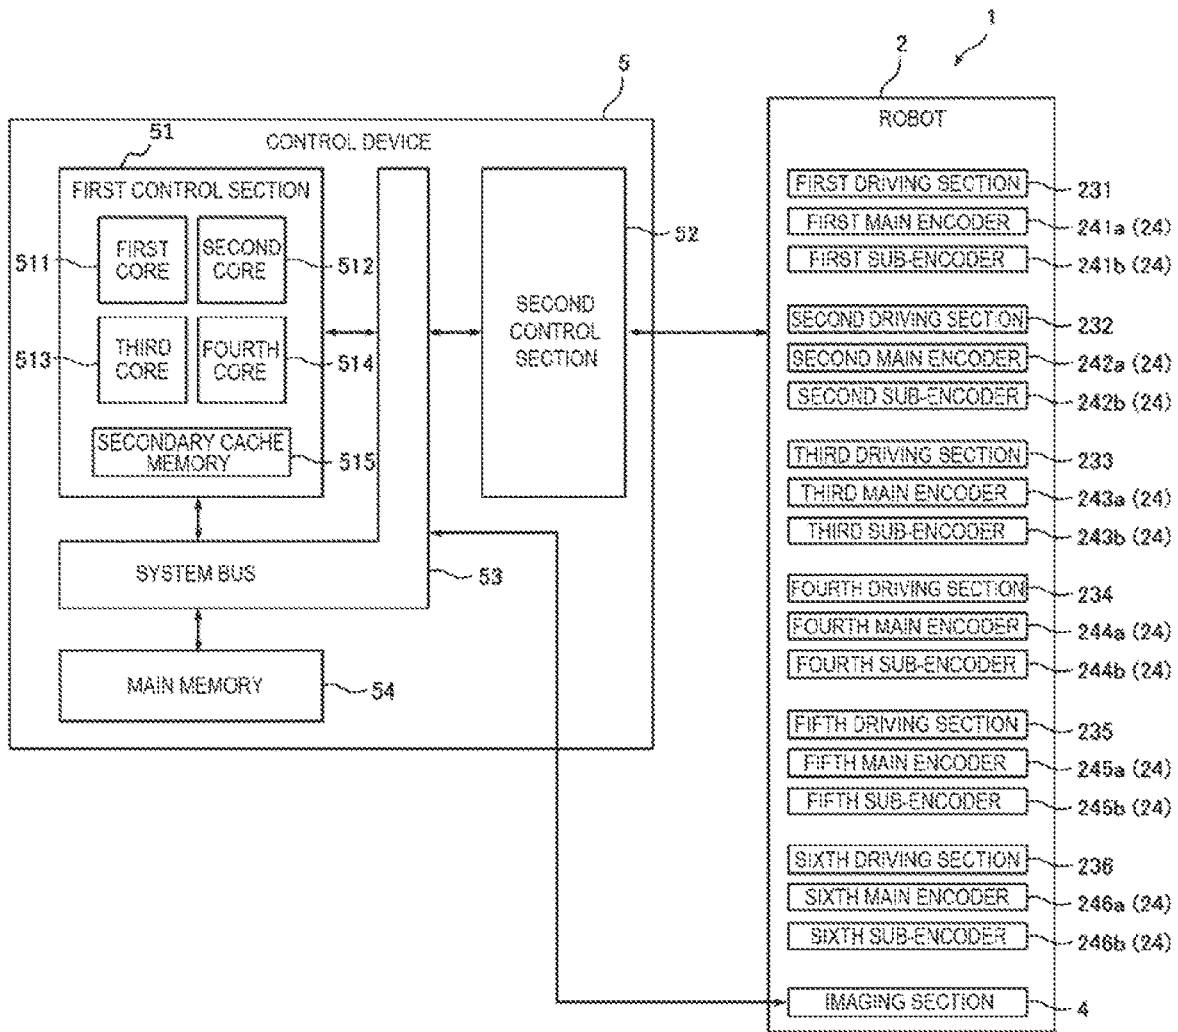 1
2
5
ROBOT
CONTROL DEVICE
51
FIRST CONTROL SECTION
FIRST
CORE
511
SECOND
CORE
512
THIRD
CORE
513
FOURTH
CORE
514
SECONDARY CACHE
MEMORY
515
SECOND
CONTROL
SECTION
52
SYSTEM BUS
53
MAIN MEMORY
54
FIRST DRIVING SECTION 231
FIRST MAIN ENCODER 241a (24)
FIRST SUB-ENCODER 241b (24)
SECOND DRIVING SECTION 232
SECOND MAIN ENCODER 242a (24)
SECOND SUB-ENCODER 242b (24)
THIRD DRIVING SECTION 233
THIRD MAIN ENCODER 243a (24)
THIRD SUB-ENCODER 243b (24)
FOURTH DRIVING SECTION 234
FOURTH MAIN ENCODER 244a (24)
FOURTH SUB-ENCODER 244b (24)
FIFTH DRIVING SECTION 235
FIFTH MAIN ENCODER 245a (24)
FIFTH SUB-ENCODER 245b (24)
SIXTH DRIVING SECTION 236
SIXTH MAIN ENCODER 246a (24)
SIXTH SUB-ENCODER 246b (24)
IMAGING SECTION 4